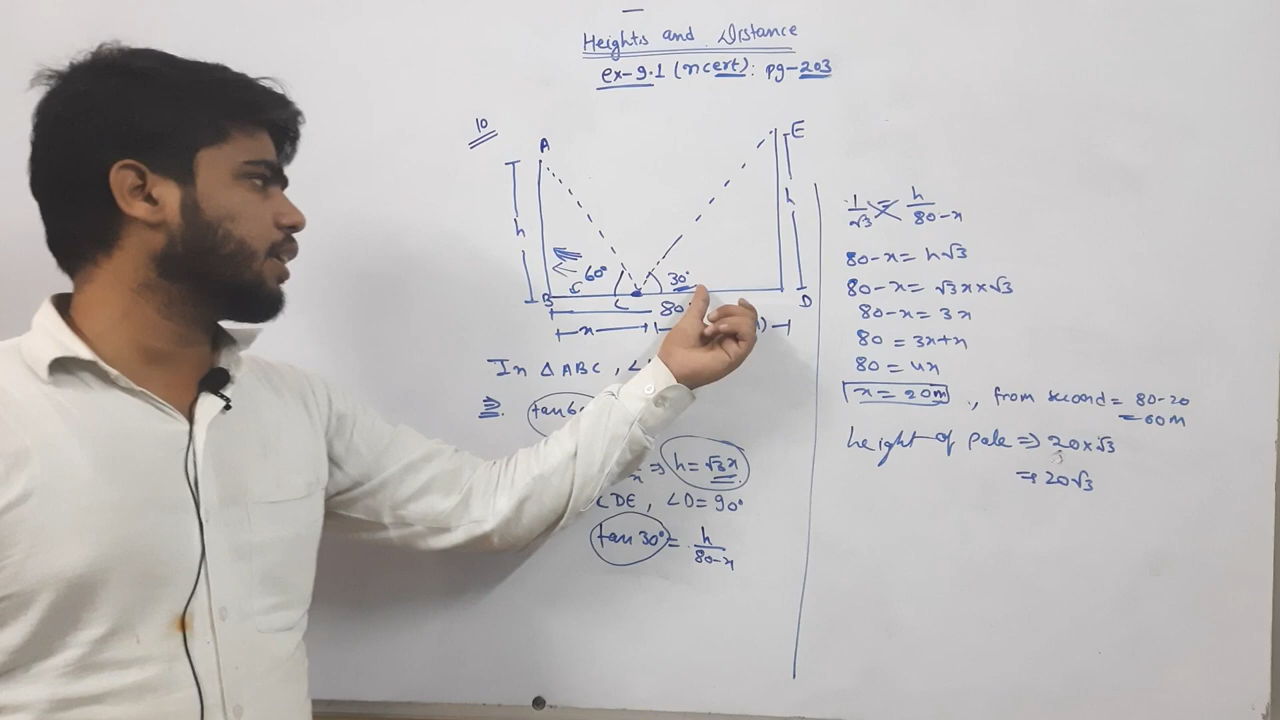 Heights and Distance
ex-9.1 (ncert): pg-203
10
A
E
h
h
60°
30°
B
C
D
80
x
In △ABC, ∠
tan6
x ⇒ h = √3x
CDE, ∠D = 90°
tan 30° = h/80-x
1/√3 = h/80-x
80-x = h√3
80-x = √3x×√3
80-x = 3x
80 = 3x+x
80 = 4x
x = 20m , from second = 80-20
= 60m
height of pole ⇒ 20×√3
⇒ 20√3